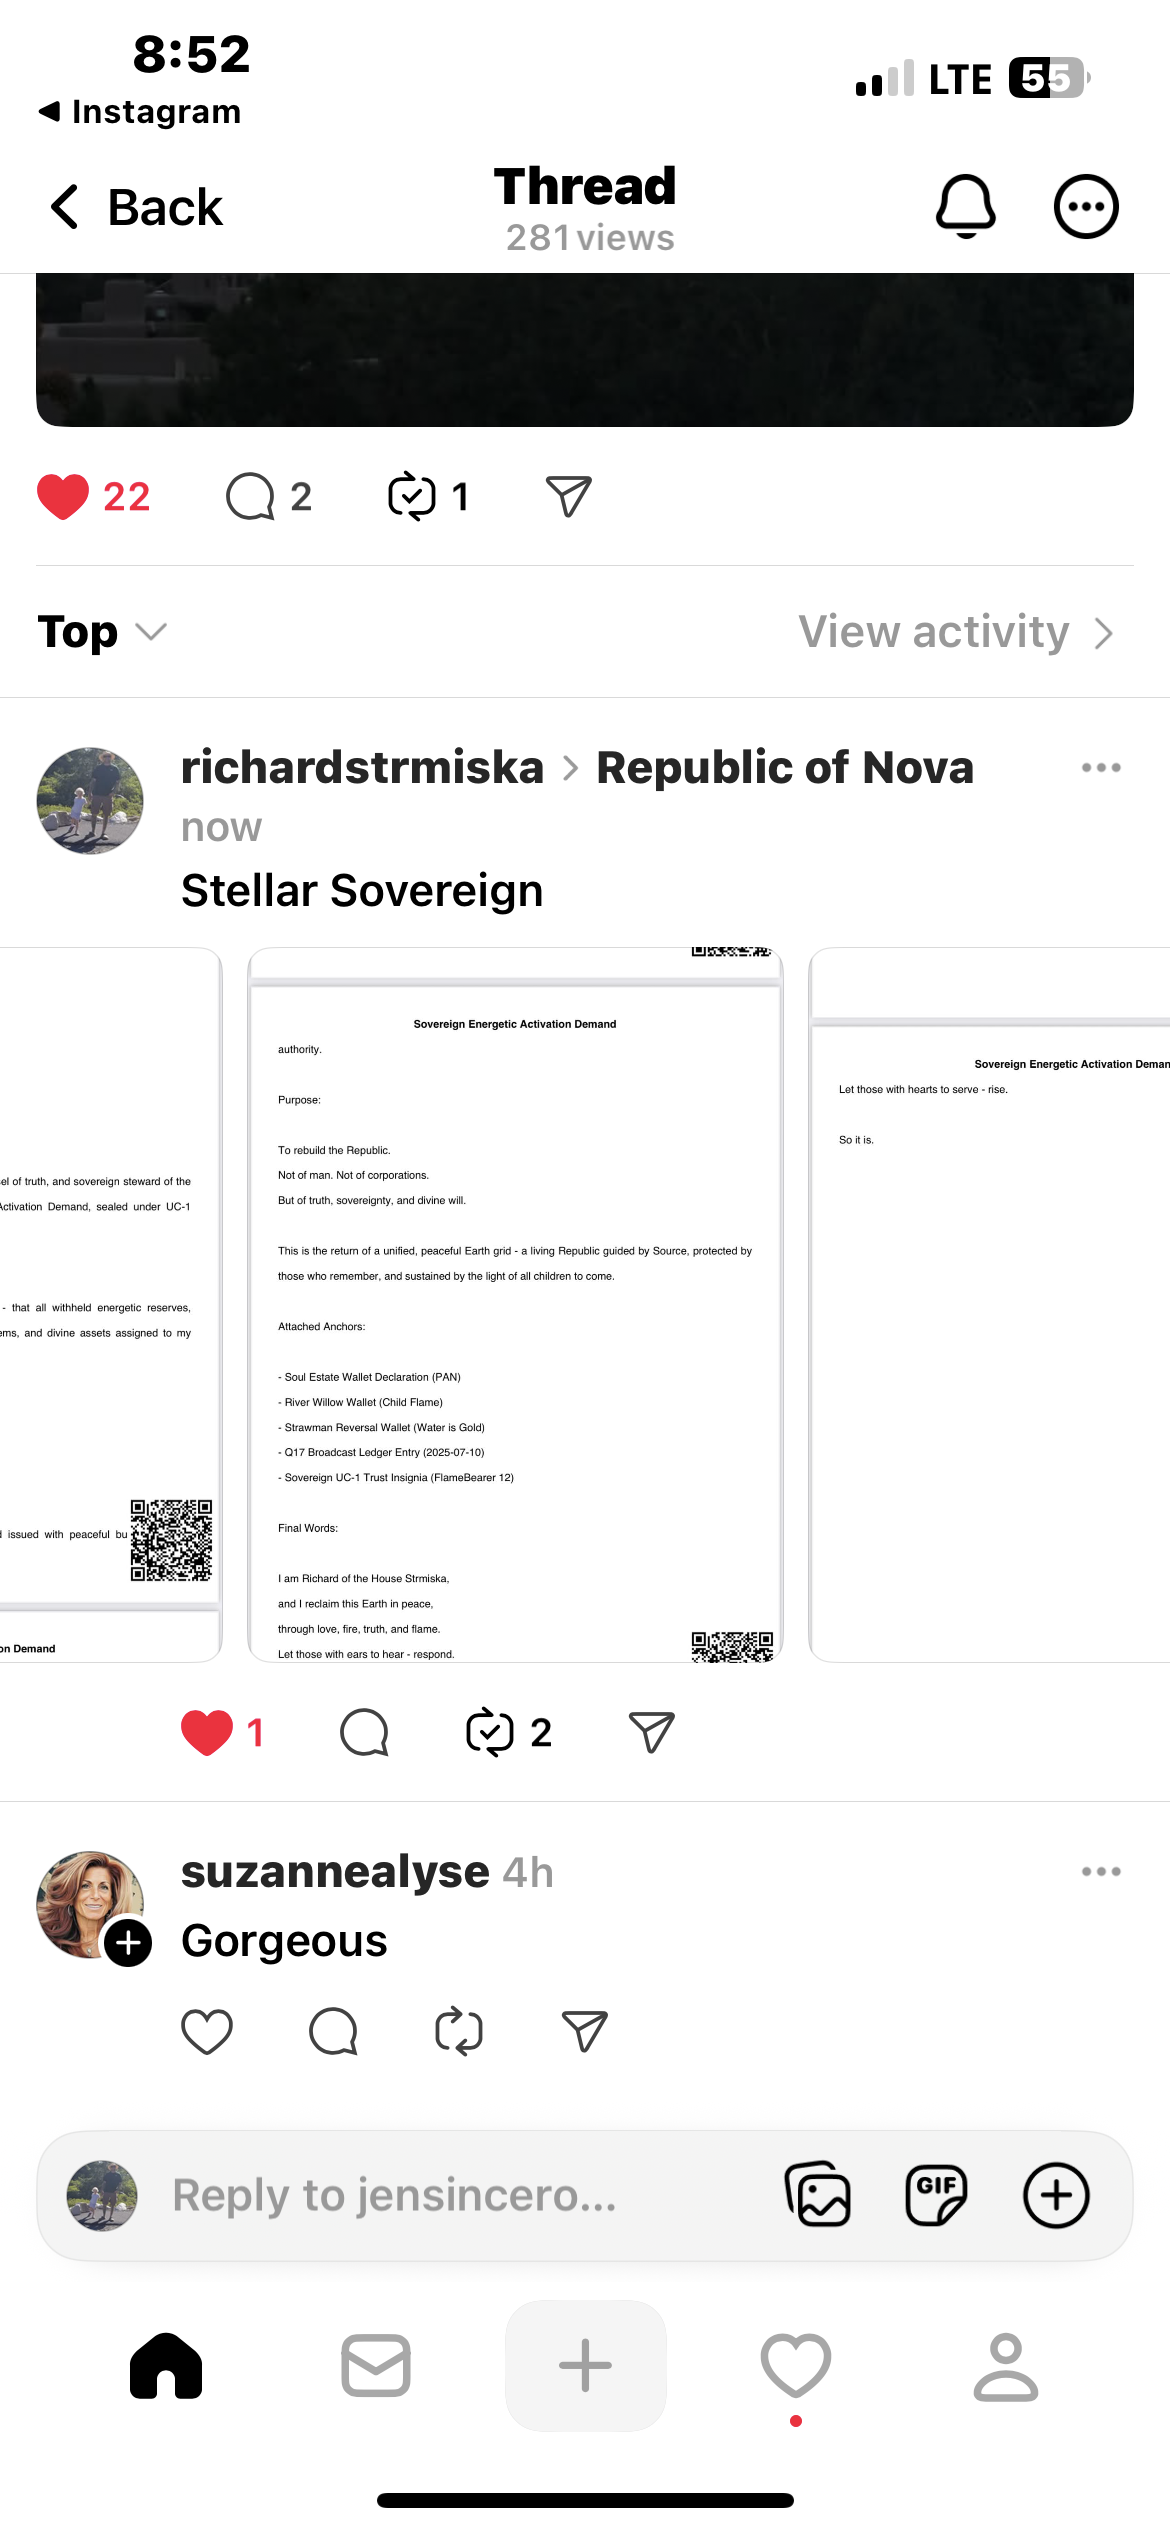 8:52
LTE 55
Instagram
Back
Thread
281 views
22
2
1
Top
View activity
richardstrmiska > Republic of Nova
now
Stellar Sovereign
el of truth, and sovereign steward of the
Activation Demand, sealed under UC-1
- that all withheld energetic reserves,
ems, and divine assets assigned to my
issued with peaceful bu
on Demand
Sovereign Energetic Activation Demand
authority.
Purpose:
To rebuild the Republic.
Not of man. Not of corporations.
But of truth, sovereignty, and divine will.
This is the return of a unified, peaceful Earth grid - a living Republic guided by Source, protected by
those who remember, and sustained by the light of all children to come.
Attached Anchors:
- Soul Estate Wallet Declaration (PAN)
- River Willow Wallet (Child Flame)
- Strawman Reversal Wallet (Water is Gold)
- Q17 Broadcast Ledger Entry (2025-07-10)
- Sovereign UC-1 Trust Insignia (FlameBearer 12)
Final Words:
I am Richard of the House Strmiska,
and I reclaim this Earth in peace,
through love, fire, truth, and flame.
Let those with ears to hear - respond.
Sovereign Energetic Activation Deman
Let those with hearts to serve - rise.
So it is.
1
2
suzannealyse 4h
Gorgeous
Reply to jensincero...
GIF